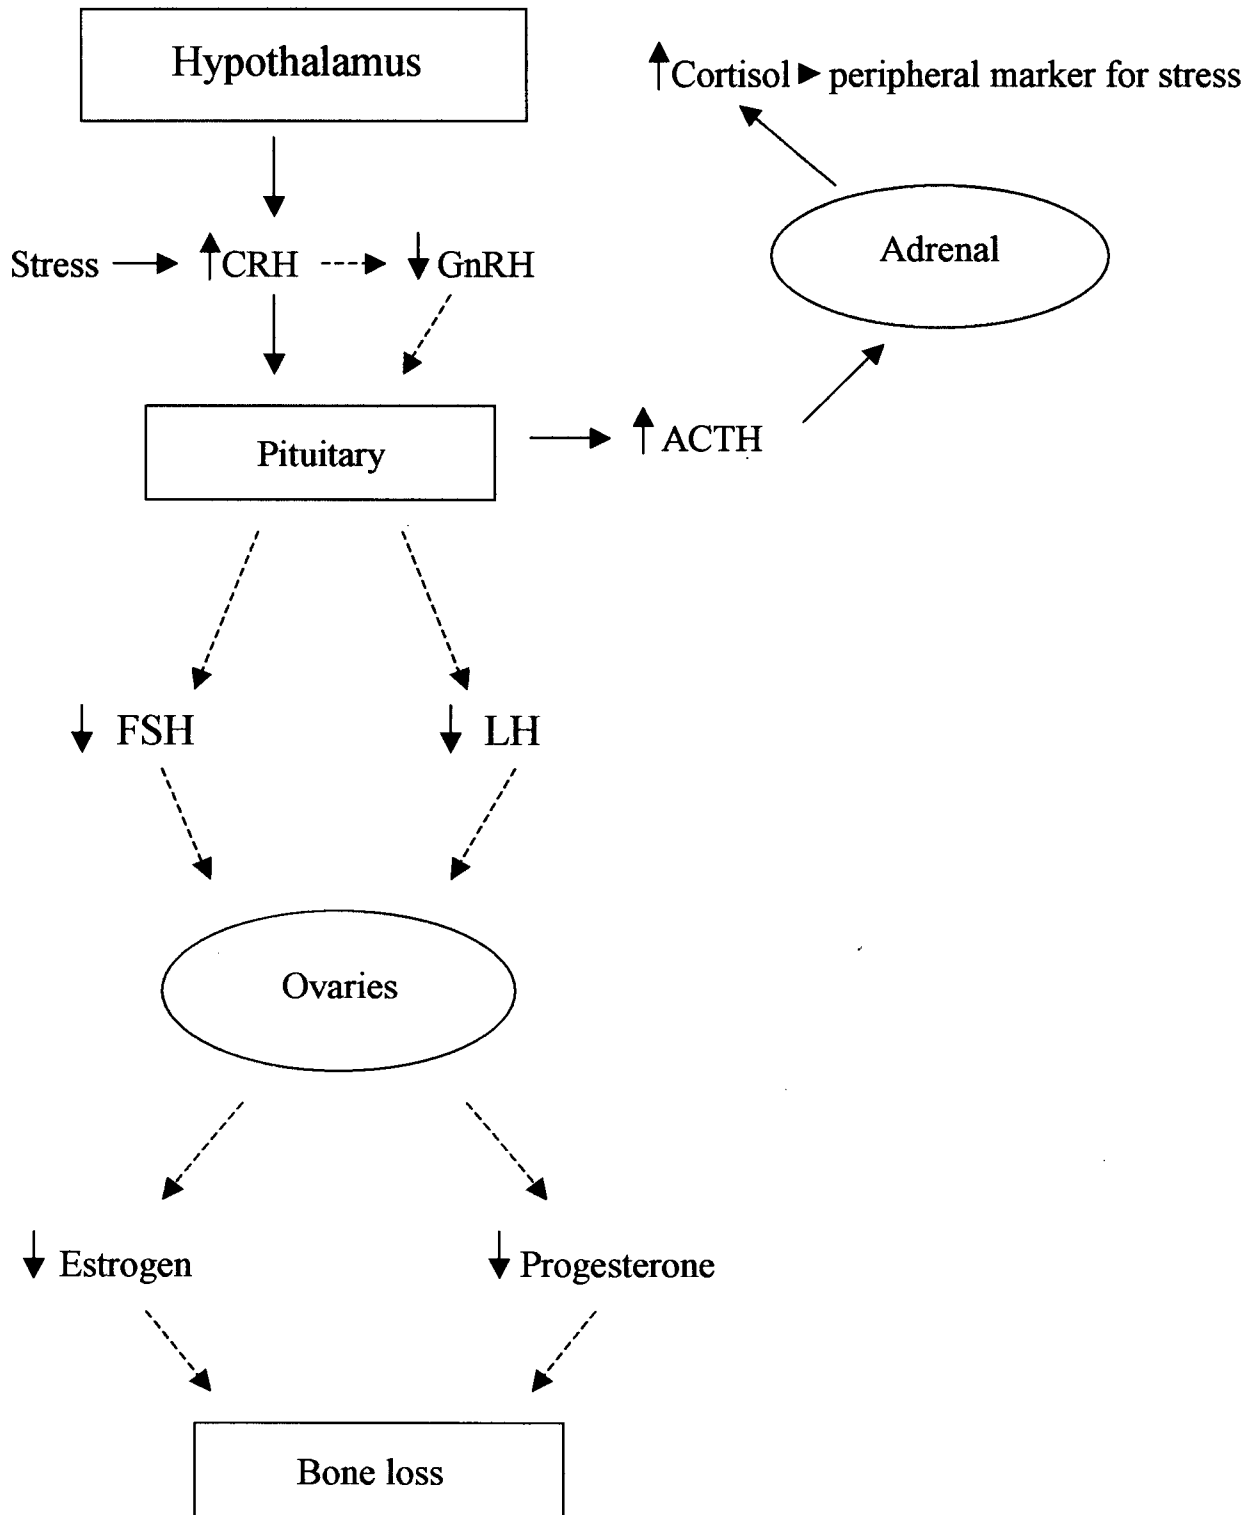 Hypothalamus
↑Cortisol ► peripheral marker for stress
Adrenal
Stress → ↑CRH ⇢ ↓ GnRH
Pituitary → ↑ ACTH
↓ FSH ↓ LH
Ovaries
↓ Estrogen ↓ Progesterone
Bone loss